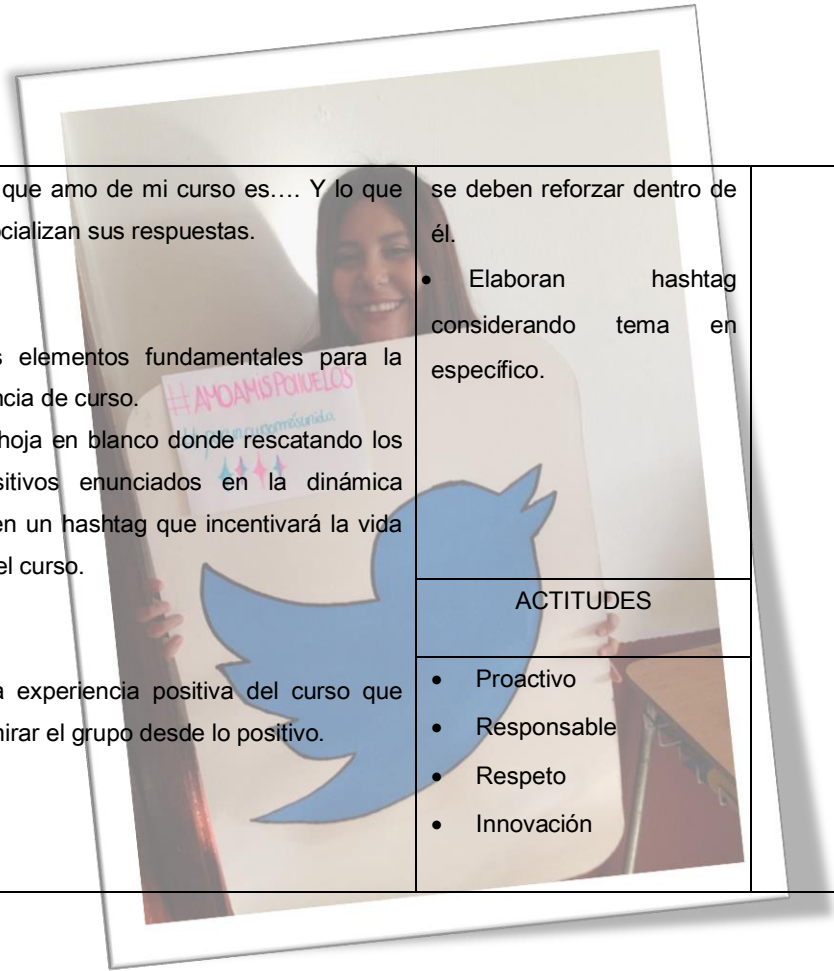 que amo de mi curso es…. Y lo que
cializan sus respuestas.
elementos fundamentales para la
ncia de curso.
hoja en blanco donde rescatando los
sitivos enunciados en la dinámica
en un hashtag que incentivará la vida
el curso.
a experiencia positiva del curso que
mirar el grupo desde lo positivo.
se deben reforzar dentro de
él.
• Elaboran hashtag
considerando tema en
específico.
ACTITUDES
• Proactivo
• Responsable
• Respeto
• Innovación
#AMOAMISPOLLUELOS
#poruncursomásunido